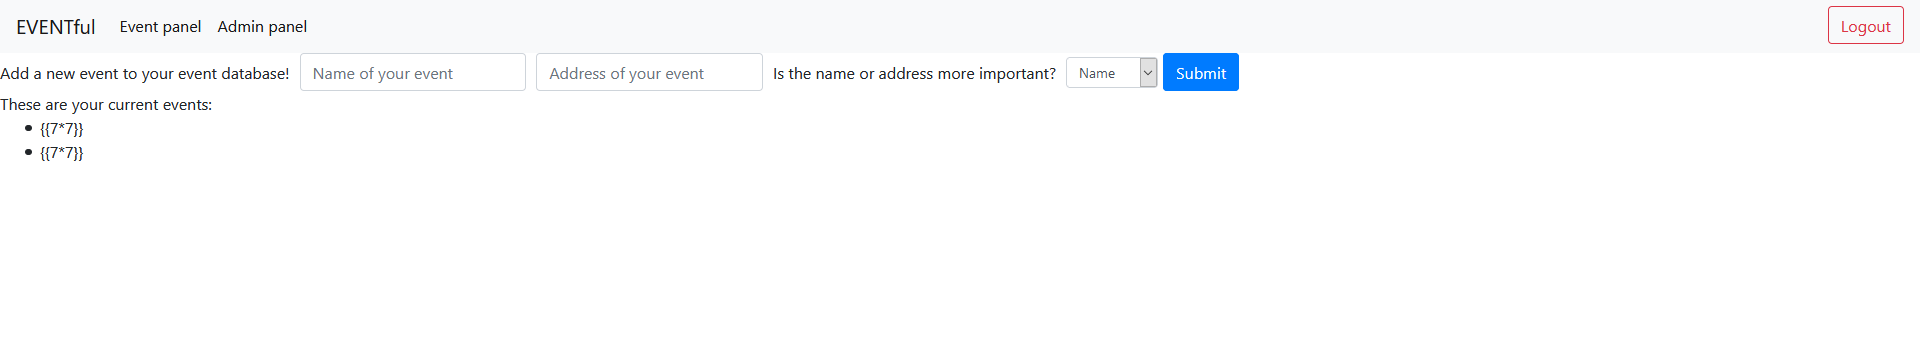 EVENTful Event panel Admin panel Logout
Add a new event to your event database! Name of your event Address of your event Is the name or address more important? Name Submit
These are your current events:
{{7*7}}
{{7*7}}